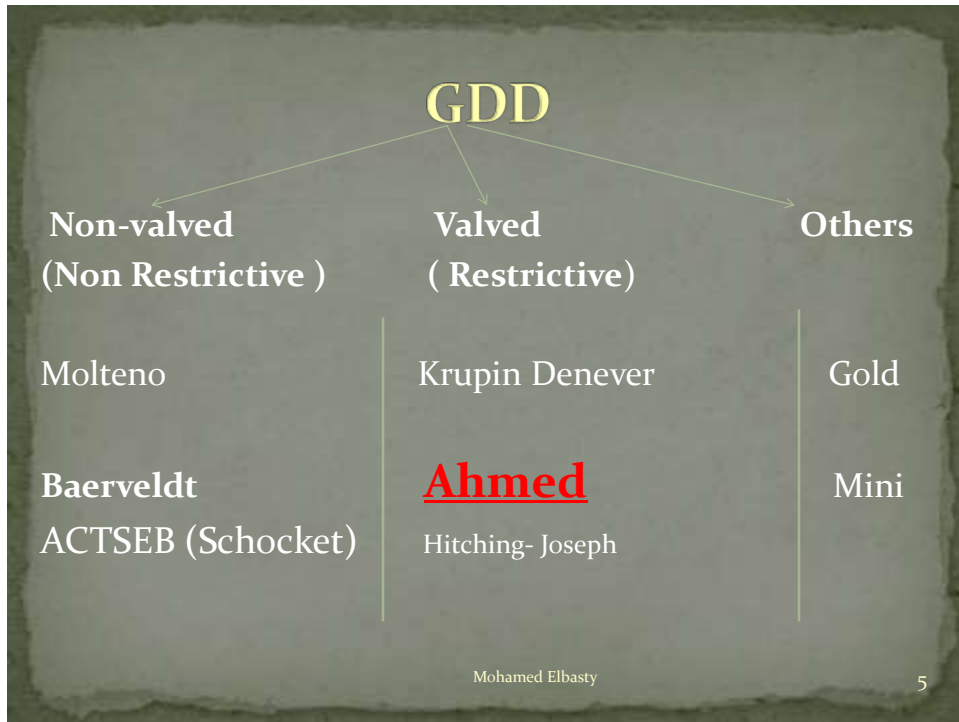 GDD
Non-valved Valved Others
(Non Restrictive ) ( Restrictive)
Molteno Krupin Denever Gold
Baerveldt Ahmed Mini
ACTSEB (Schocket) Hitching- Joseph
Mohamed Elbasty 5